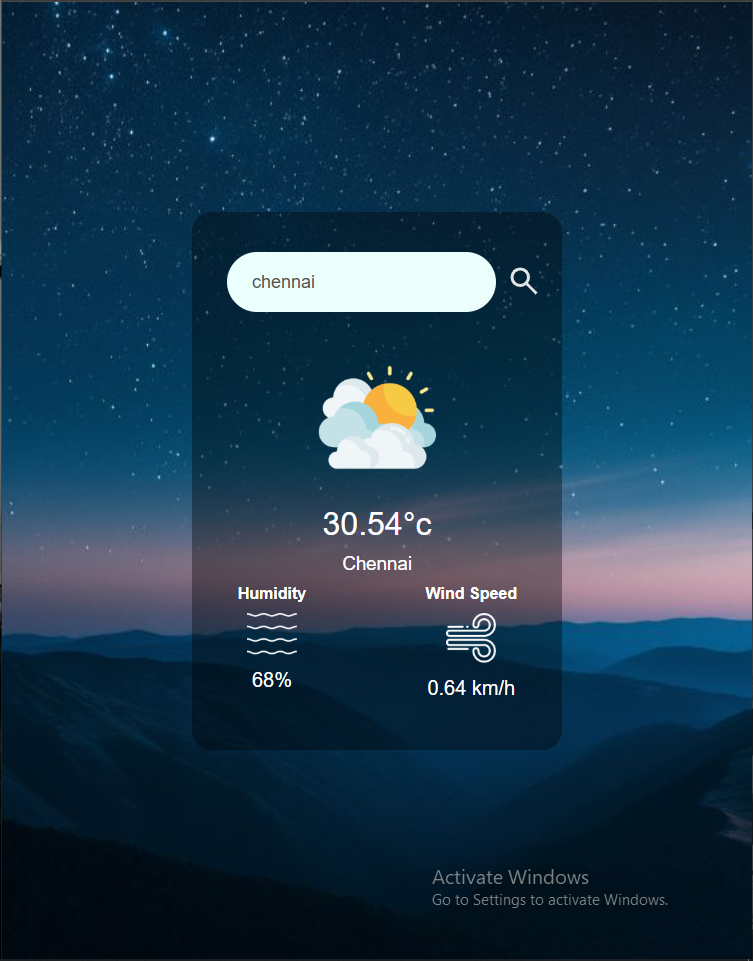 chennai
30.54°c
Chennai
Humidity
Wind Speed
68%
0.64 km/h
Activate Windows
Go to Settings to activate Windows.